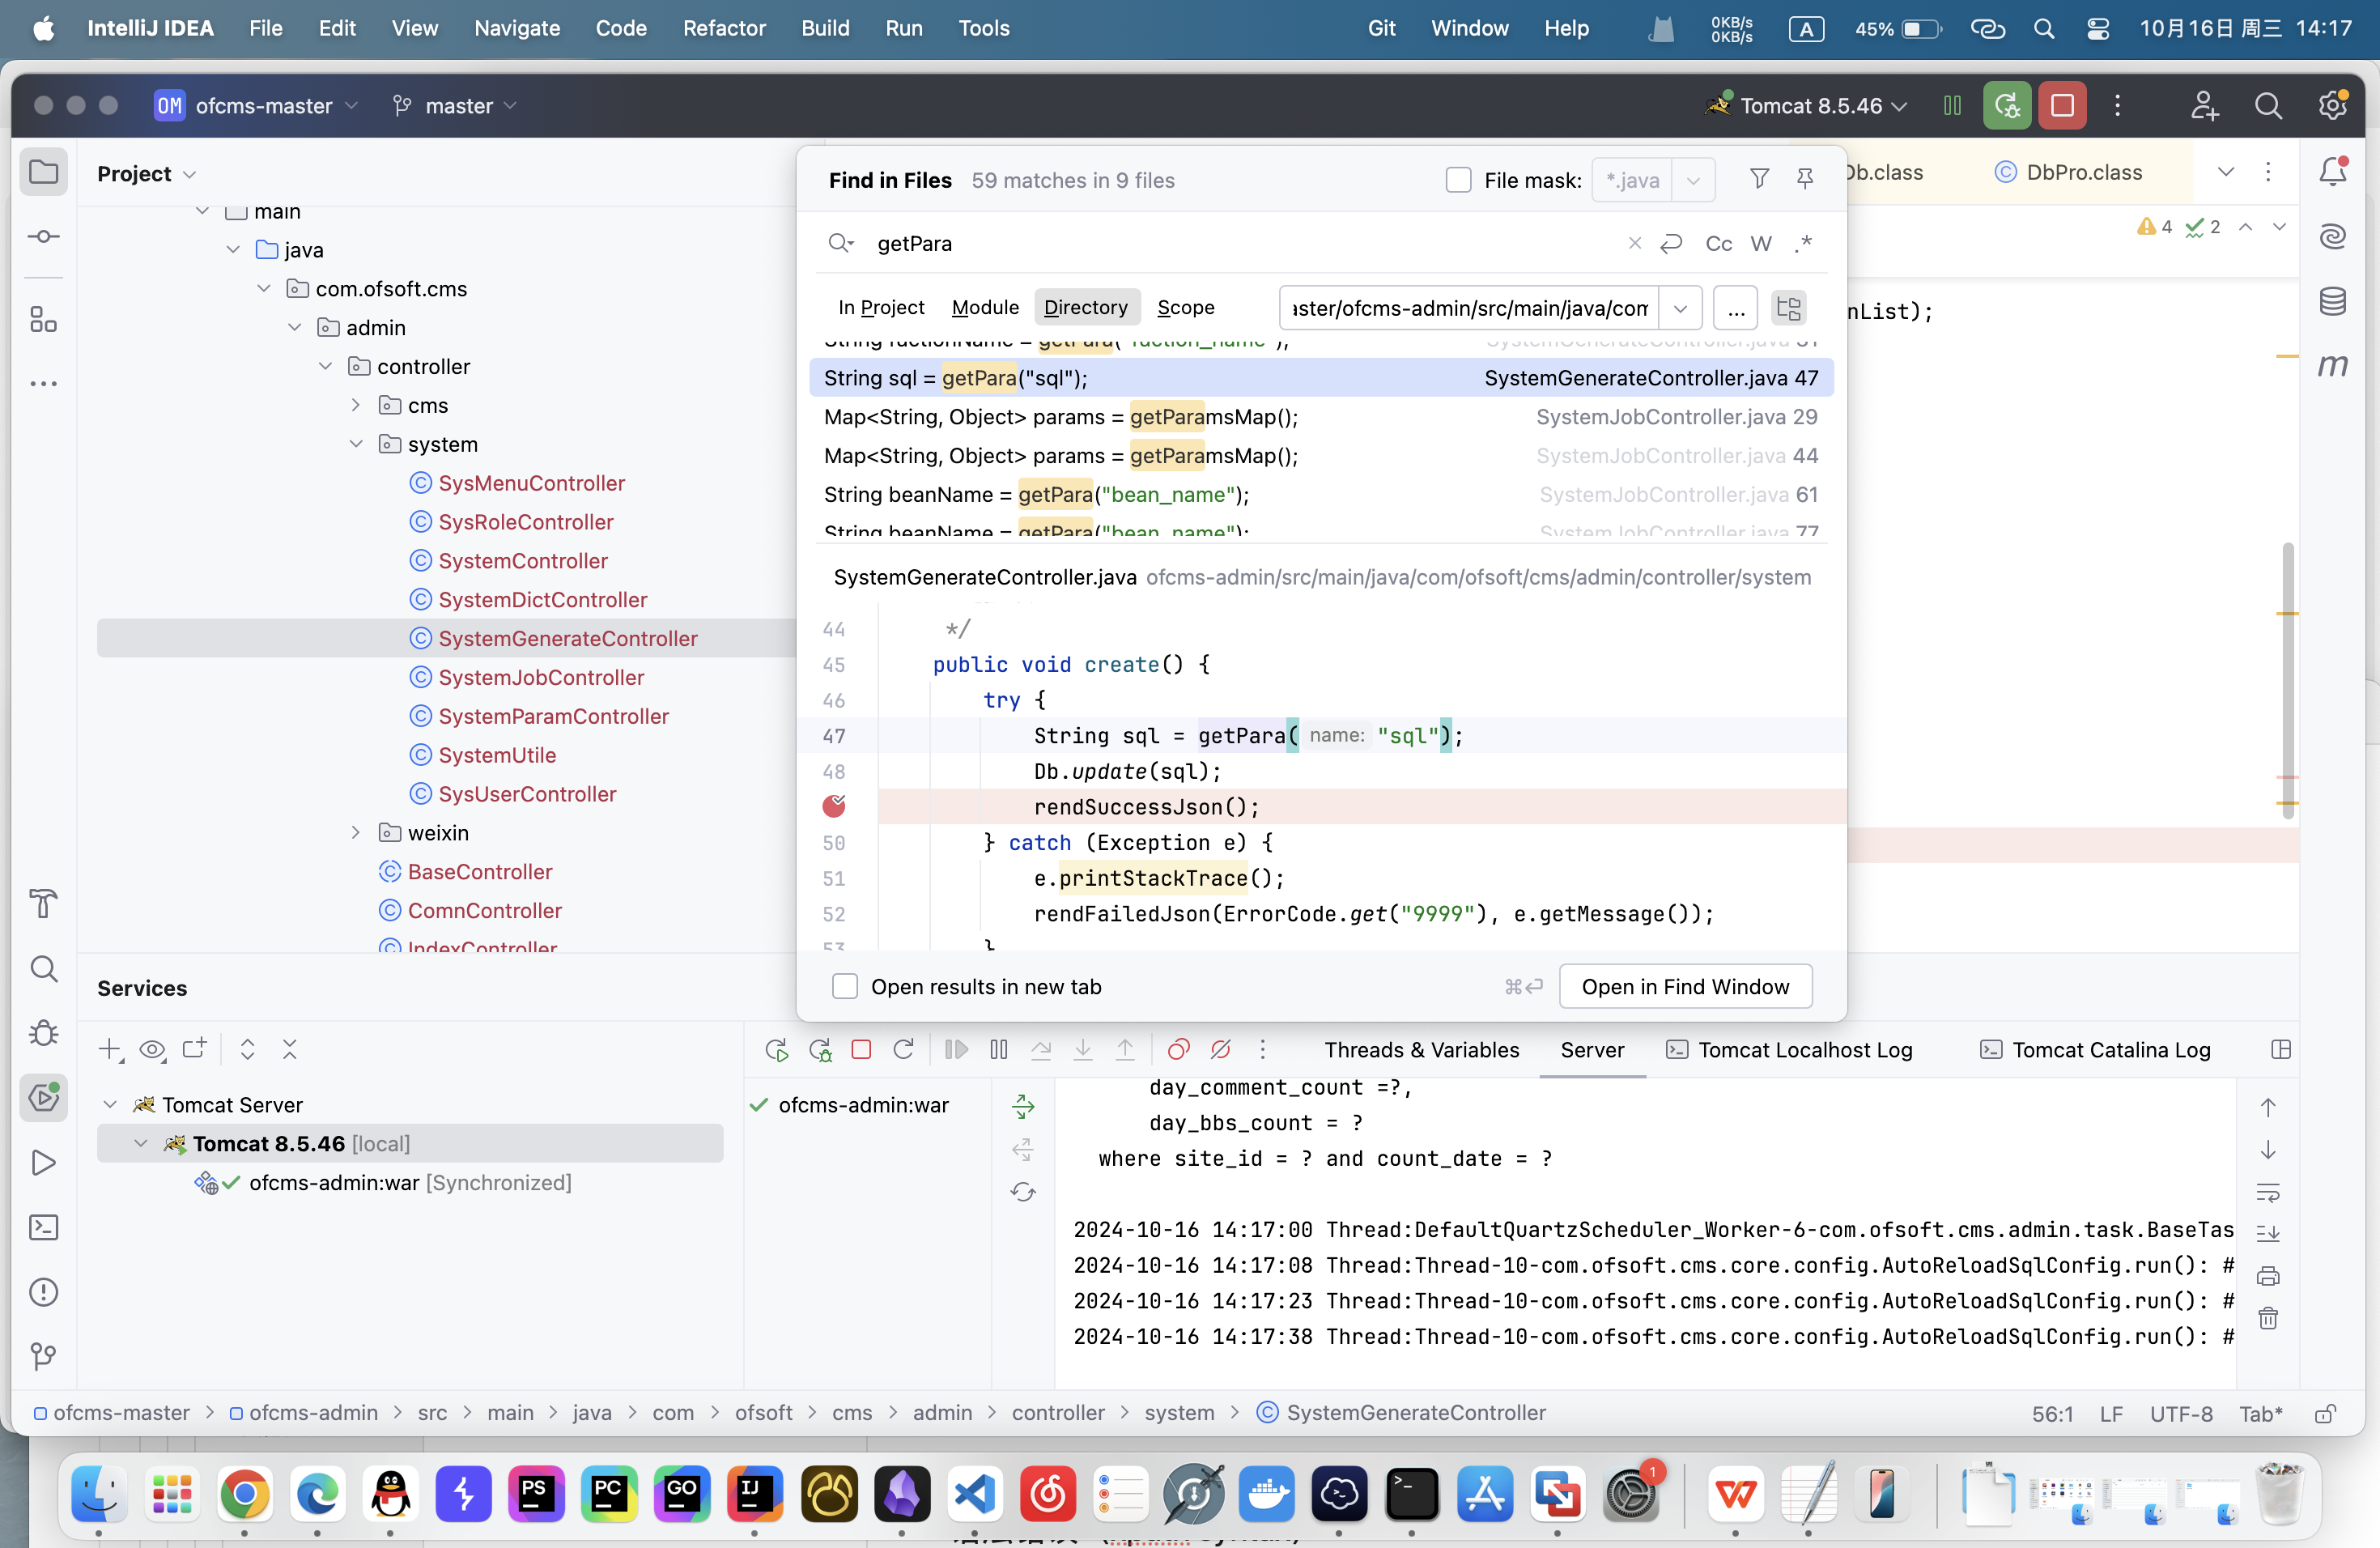 IntelliJ IDEA File Edit View Navigate Code Refactor Build Run Tools Git Window Help 0KB/s 0KB/s A 45% 10月16日 周三 14:17
OM ofcms-master master Tomcat 8.5.46
Project
main
java
com.ofsoft.cms
admin
controller
cms
system
SysMenuController
SysRoleController
SystemController
SystemDictController
SystemGenerateController
SystemJobController
SystemParamController
SystemUtile
SysUserController
weixin
BaseController
ComnController
IndexController
Find in Files 59 matches in 9 files File mask: *.java
getPara Cc W .*
In Project Module Directory Scope aster/ofcms-admin/src/main/java/com ...
String fuctionName = getPara("fuction_name"); SystemGenerateController.java 31
String sql = getPara("sql"); SystemGenerateController.java 47
Map<String, Object> params = getParamsMap(); SystemJobController.java 29
Map<String, Object> params = getParamsMap(); SystemJobController.java 44
String beanName = getPara("bean_name"); SystemJobController.java 61
String beanName = getPara("bean_name"); SystemJobController.java 77
SystemGenerateController.java ofcms-admin/src/main/java/com/ofsoft/cms/admin/controller/system
44 */
45 public void create() {
46 try {
47 String sql = getPara( name: "sql");
48 Db.update(sql);
rendSuccessJson();
50 } catch (Exception e) {
51 e.printStackTrace();
52 rendFailedJson(ErrorCode.get("9999"), e.getMessage());
53 }
Open results in new tab ⌘↩ Open in Find Window
Db.class DbPro.class
4 2
nList);
m
Services
Tomcat Server
Tomcat 8.5.46 [local]
ofcms-admin:war [Synchronized]
Threads & Variables Server Tomcat Localhost Log Tomcat Catalina Log
ofcms-admin:war
day_comment_count =?,
day_bbs_count = ?
where site_id = ? and count_date = ?
2024-10-16 14:17:00 Thread:DefaultQuartzScheduler_Worker-6-com.ofsoft.cms.admin.task.BaseTas
2024-10-16 14:17:08 Thread:Thread-10-com.ofsoft.cms.core.config.AutoReloadSqlConfig.run(): #
2024-10-16 14:17:23 Thread:Thread-10-com.ofsoft.cms.core.config.AutoReloadSqlConfig.run(): #
2024-10-16 14:17:38 Thread:Thread-10-com.ofsoft.cms.core.config.AutoReloadSqlConfig.run(): #
ofcms-master > ofcms-admin > src > main > java > com > ofsoft > cms > admin > controller > system > SystemGenerateController 56:1 LF UTF-8 Tab*
PS PC GO IJ 1